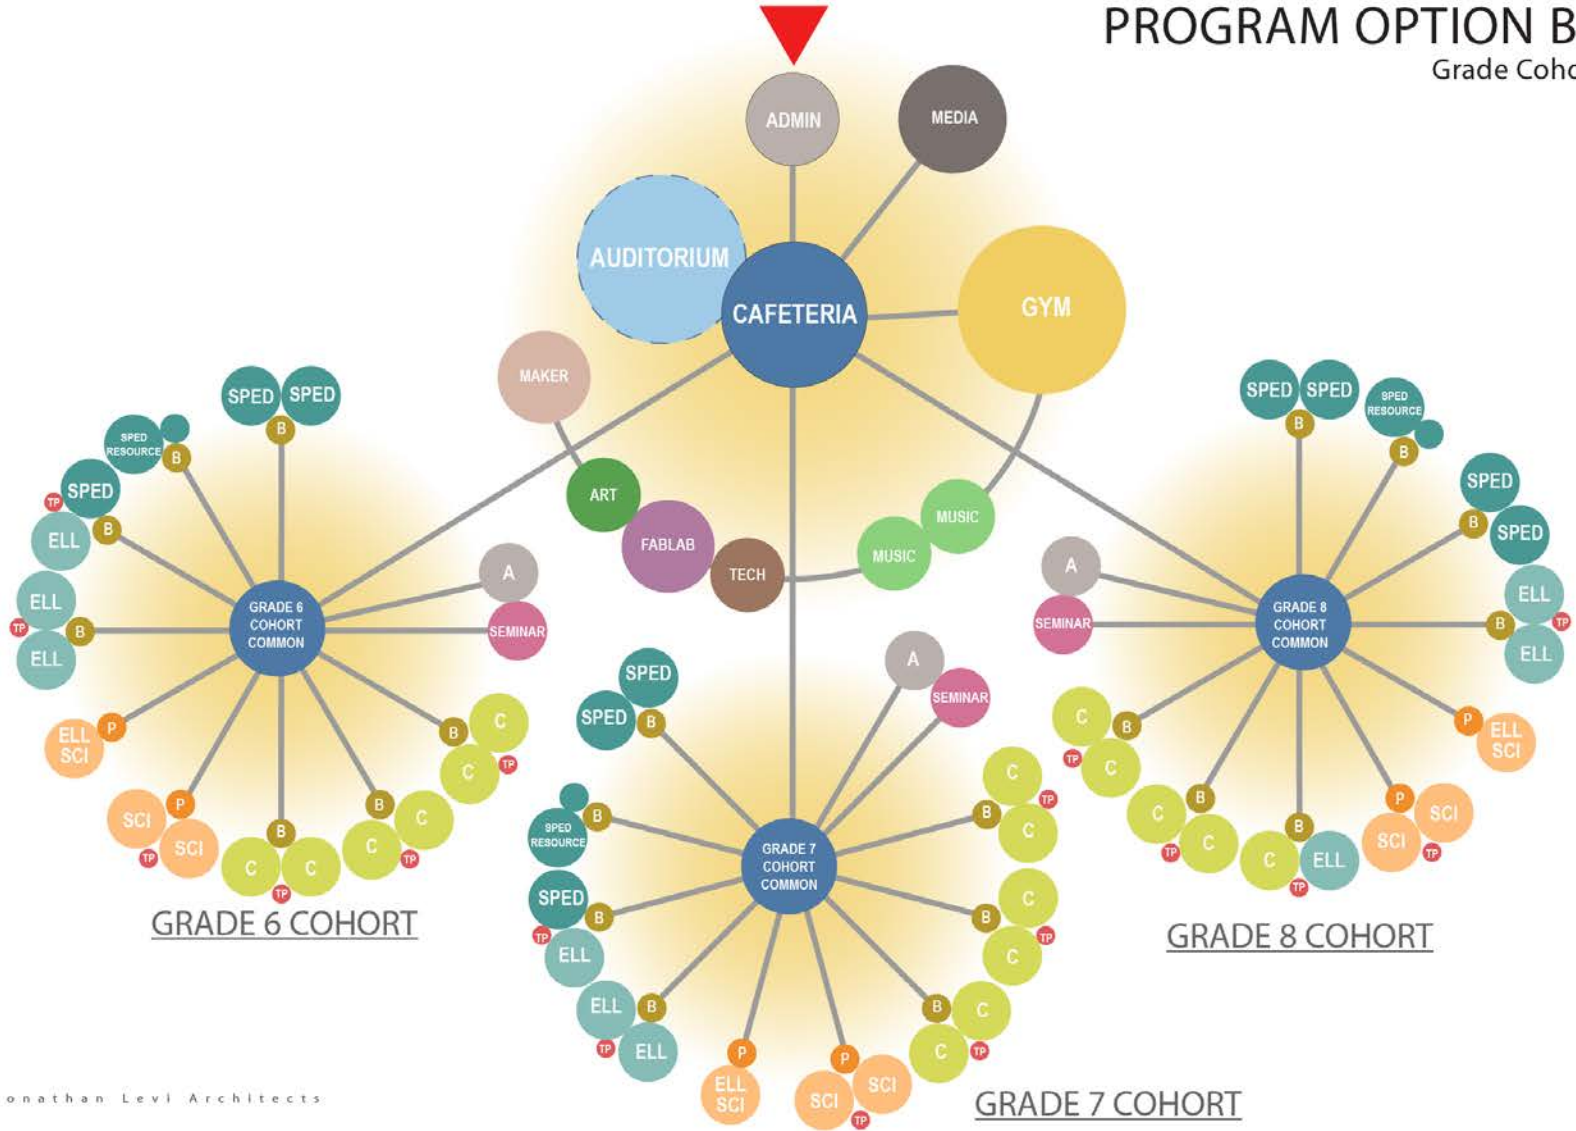 PROGRAM OPTION B
Grade Coho
ADMIN
MEDIA
AUDITORIUM
CAFETERIA
GYM
MAKER
ART
FABLAB
TECH
MUSIC
MUSIC
SPED
SPED
B
SPED
RESOURCE
B
SPED
TP
B
ELL
ELL
TP
B
ELL
GRADE 6
COHORT
COMMON
A
SEMINAR
P
ELL
SCI
P
SCI
SCI
TP
B
C
C
TP
B
C
C
TP
B
C
C
TP
GRADE 6 COHORT
SPED
SPED
B
A
SEMINAR
SPED
RESOURCE
B
SPED
B
TP
ELL
ELL
B
TP
ELL
GRADE 7
COHORT
COMMON
C
TP
B
C
C
B
TP
C
B
C
C
TP
P
ELL
SCI
P
SCI
SCI
TP
GRADE 7 COHORT
SPED
SPED
B
SPED
RESOURCE
B
SPED
B
SPED
A
SEMINAR
GRADE 8
COHORT
COMMON
ELL
B
TP
ELL
C
B
TP
C
B
C
C
TP
B
C
ELL
TP
P
SCI
SCI
TP
P
ELL
SCI
GRADE 8 COHORT
onathan Levi Architects